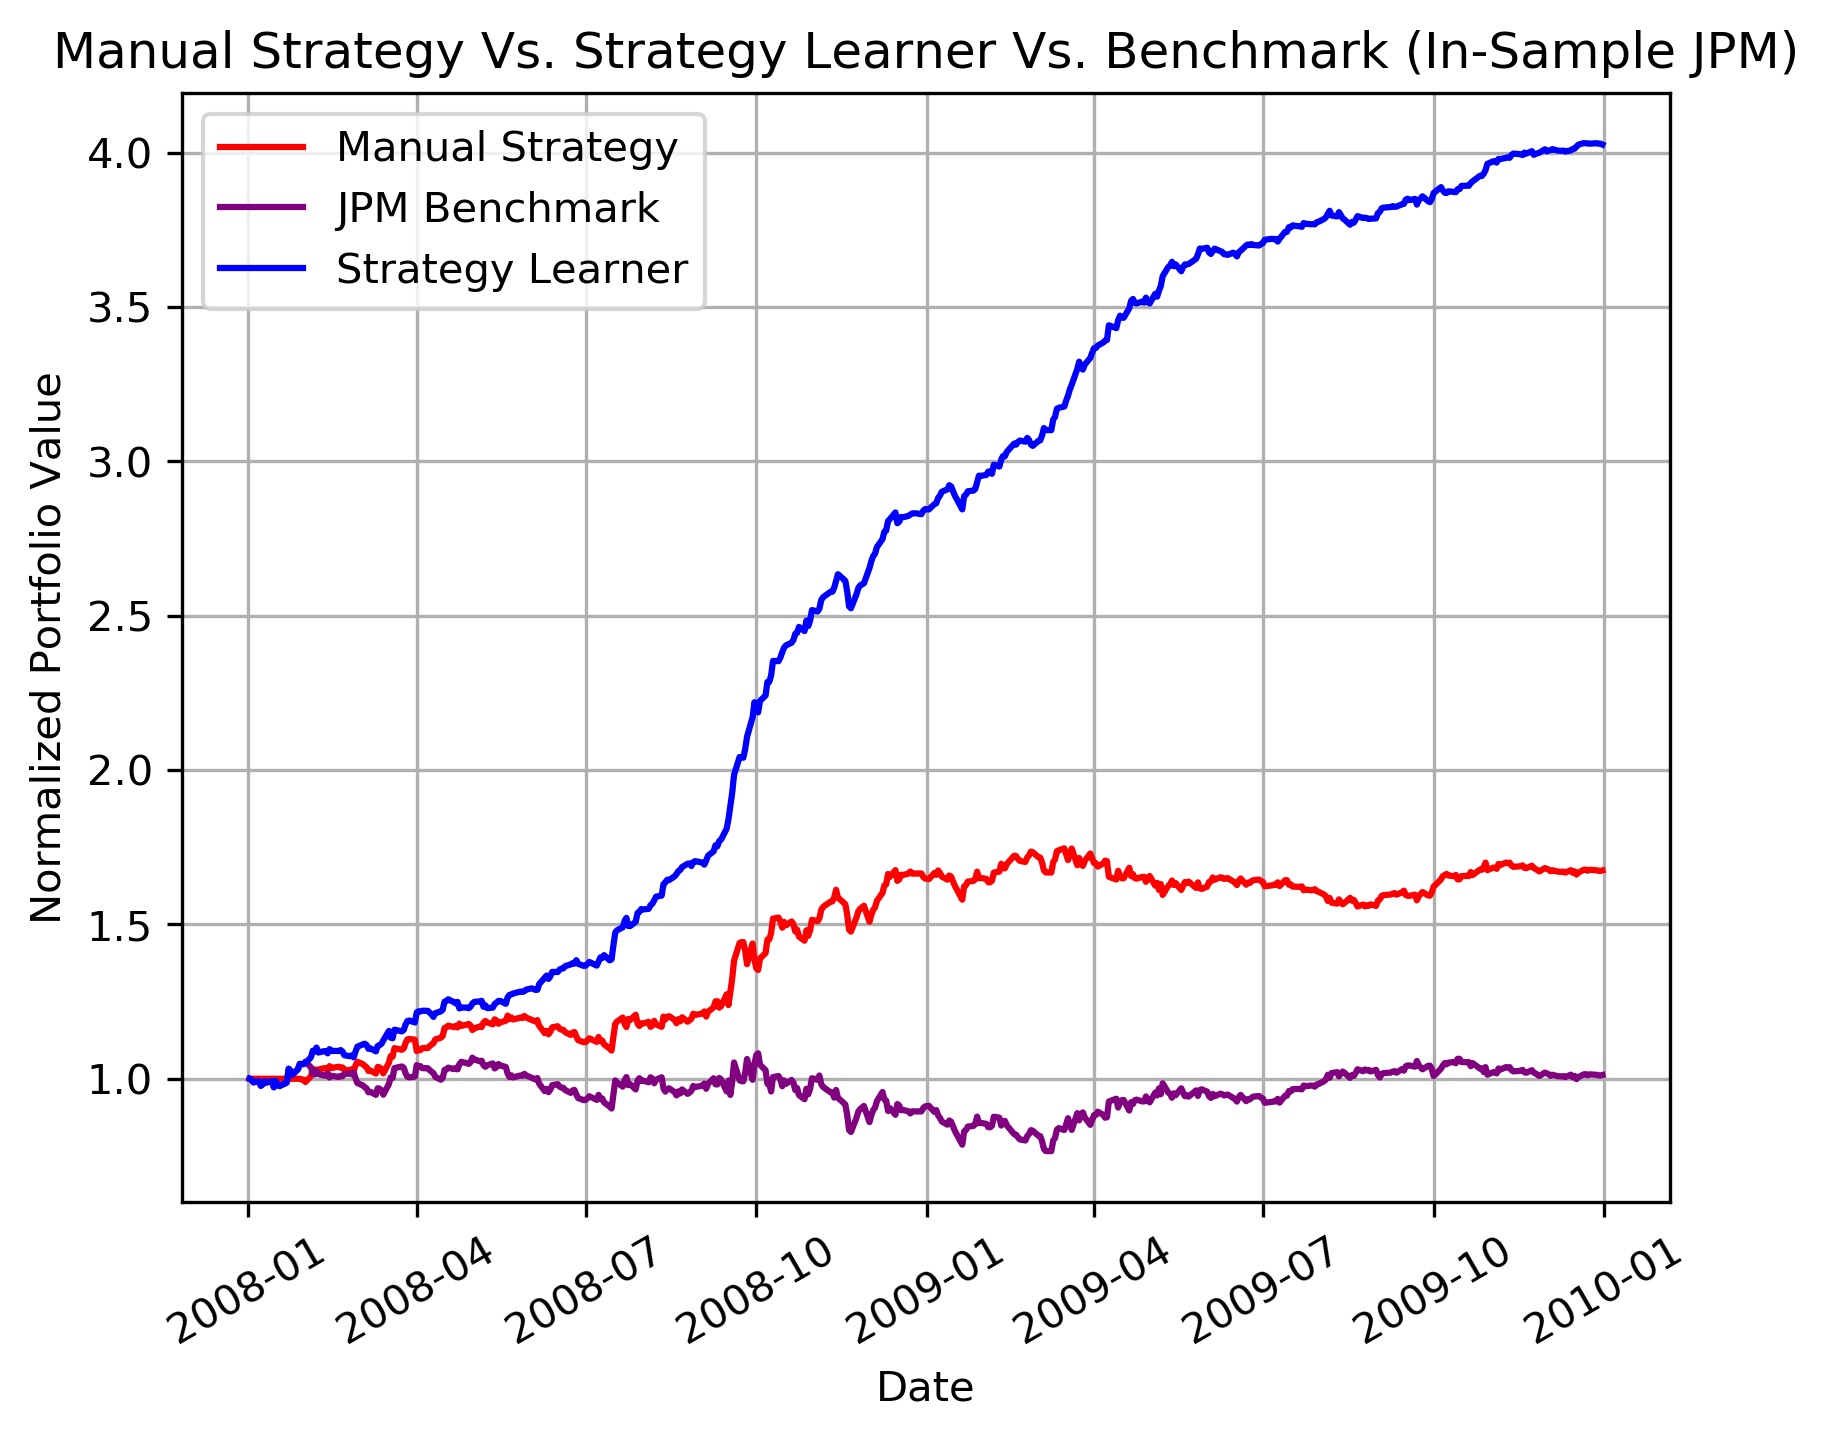 Manual Strategy Vs. Strategy Learner Vs. Benchmark (In-Sample JPM)
Manual Strategy
JPM Benchmark
Strategy Learner
Normalized Portfolio Value
4.0
3.5
3.0
2.5
2.0
1.5
1.0
2008-01
2008-04
2008-07
2008-10
2009-01
2009-04
2009-07
2009-10
2010-01
Date